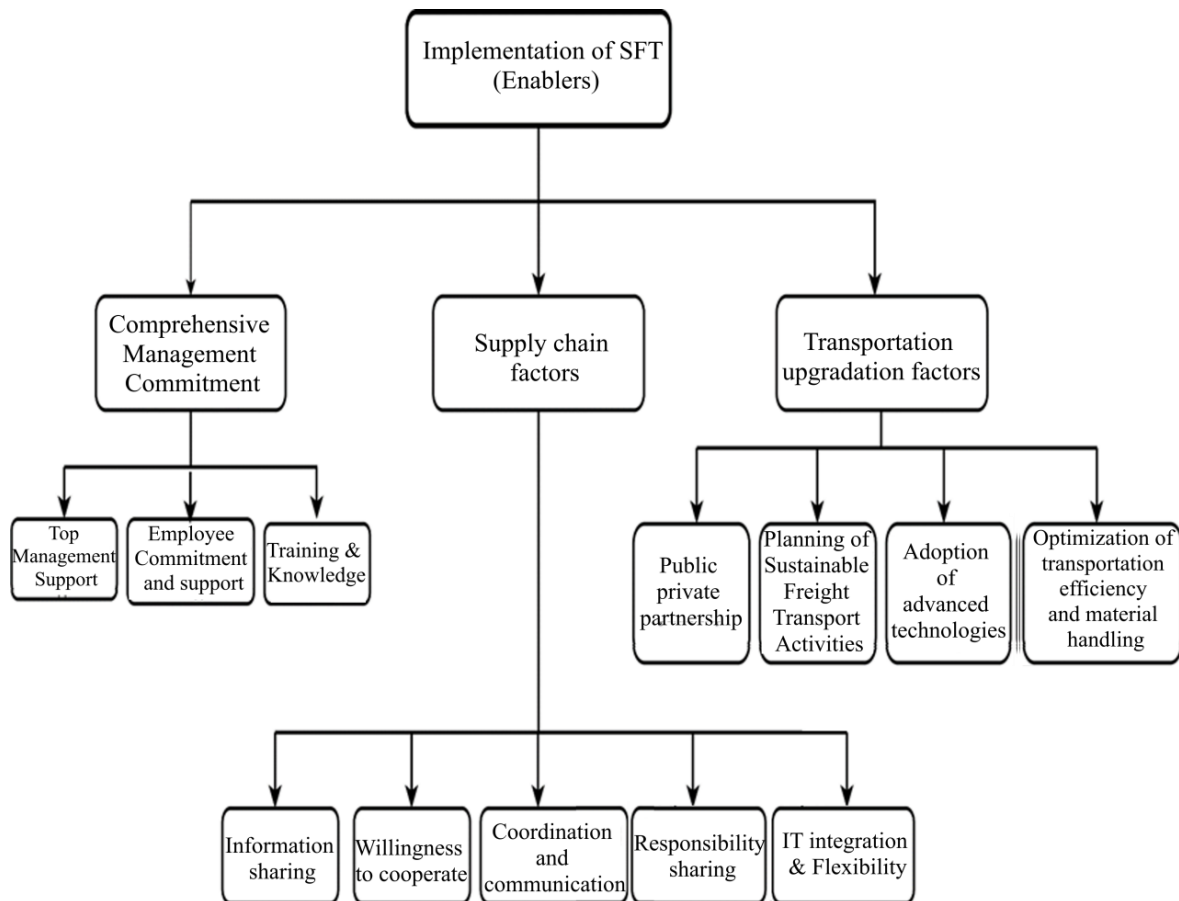 Implementation of SFT
(Enablers)
Comprehensive
Management
Commitment
Supply chain
factors
Transportation
upgradation factors
Top
Management
Support
Employee
Commitment
and support
Training &
Knowledge
Public
private
partnership
Planning of
Sustainable
Freight
Transport
Activities
Adoption
of
advanced
technologies
Optimization of
transportation
efficiency
and material
handling
Information
sharing
Willingness
to cooperate
Coordination
and
communication
Responsibility
sharing
IT integration
& Flexibility